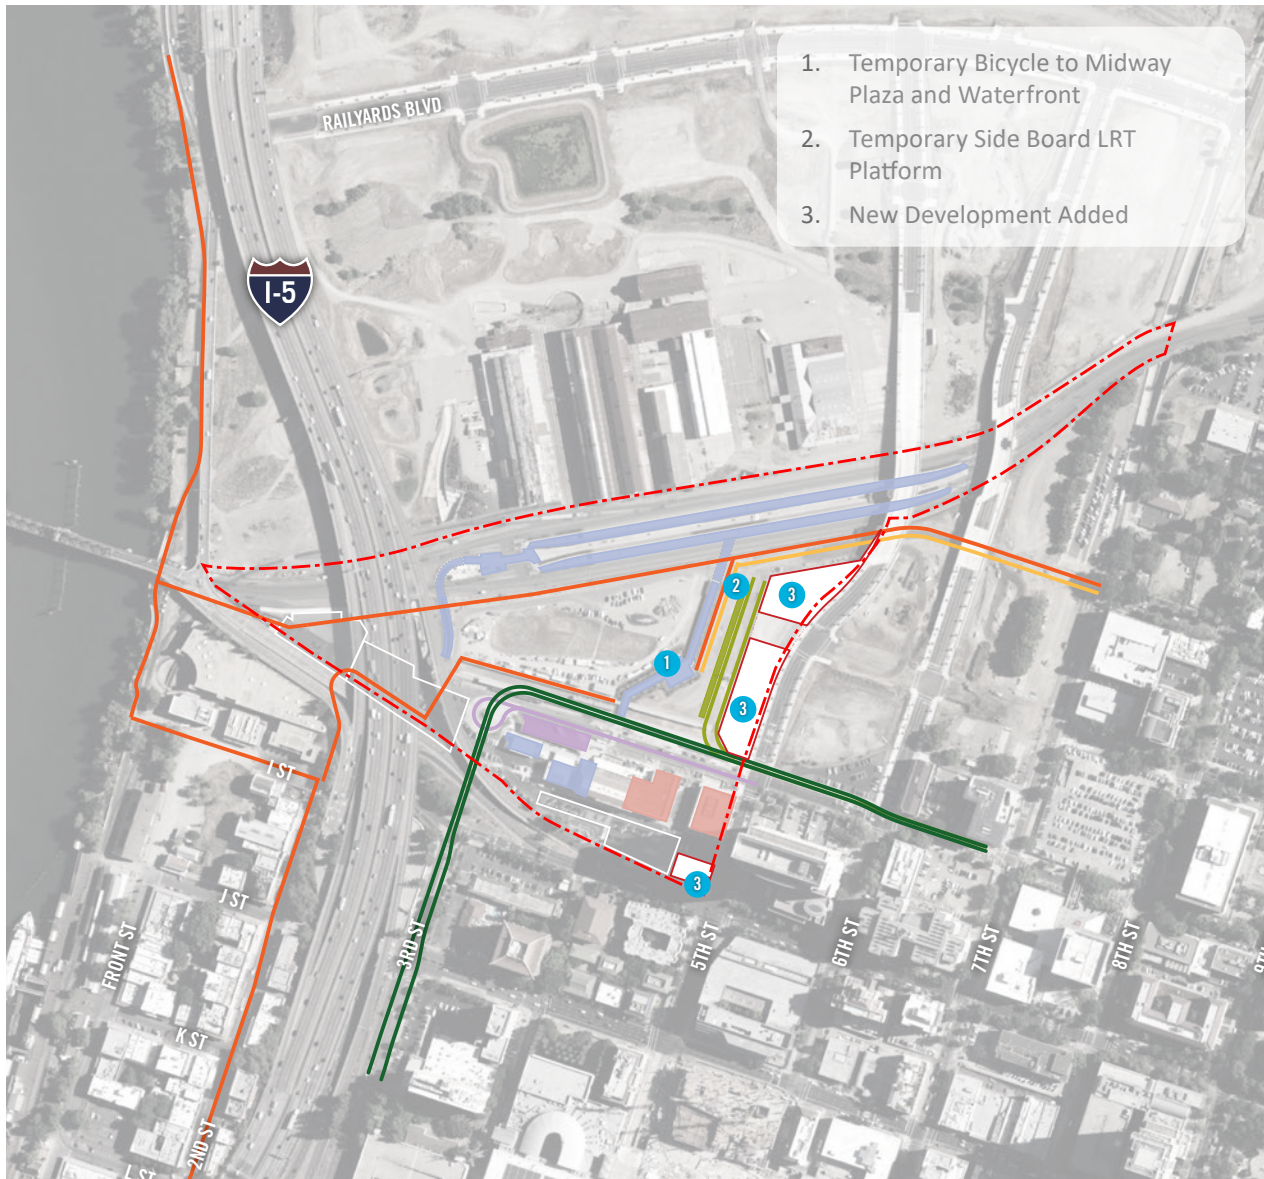 1. Temporary Bicycle to Midway
Plaza and Waterfront
2. Temporary Side Board LRT
Platform
3. New Development Added
RAILYARDS BLVD
I-5
2
3
1
3
I ST
3
J ST
FRONT ST
3RD ST
5TH ST
6TH ST
7TH ST
8TH ST
K ST
2ND ST
L ST